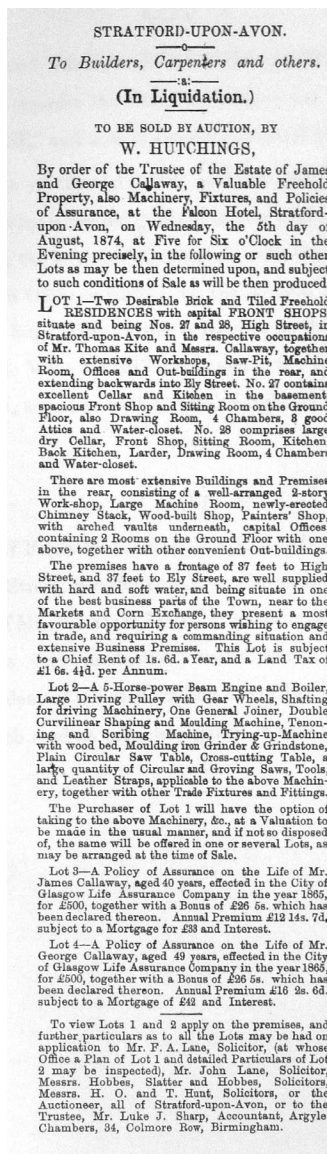 STRATFORD-UPON-AVON.
To Builders, Carpenters and others.
:a:
(In Liquidation.)
TO BE SOLD BY AUCTION, BY
W. HUTCHINGS,
By order of the Trustee of the Estate of James
and George Callaway, a Valuable Freehold
Property, also Machinery, Fixtures, and Policies
of Assurance, at the Falcon Hotel, Stratford-
upon-Avon, on Wednesday, the 5th day of
August, 1874, at Five for Six o'Clock in the
Evening precisely, in the following or such other
Lots as may be then determined upon, and subject
to such conditions of Sale as will be then produced
LOT 1—Two Desirable Brick and Tiled Freehold
RESIDENCES with capital FRONT SHOPS
situate and being Nos. 27 and 28, High Street, in
Stratford-upon-Avon, in the respective occupations
of Mr. Thomas Kite and Messrs. Callaway, together
with extensive Workshops, Saw-Pit, Machine
Room, Offices and Out-buildings in the rear, and
extending backwards into Ely Street. No. 27 contains
excellent Cellar and Kitchen in the basement
spacious Front Shop and Sitting Room on the Ground
Floor, also Drawing Room, 4 Chambers, 3 good
Attics and Water-closet. No. 28 comprises large
dry Cellar, Front Shop, Sitting Room, Kitchen
Back Kitchen, Larder, Drawing Room, 4 Chambers
and Water-closet.
There are most extensive Buildings and Premises
in the rear, consisting of a well-arranged 2-story
Work-shop, Large Machine Room, newly-erected
Chimney Stack, Wood-built Shop, Painters' Shop,
with arched vaults underneath, capital Offices
containing 2 Rooms on the Ground Floor with one
above, together with other convenient Out-buildings.
The premises have a frontage of 37 feet to High
Street, and 37 feet to Ely Street, are well supplied
with hard and soft water, and being situate in one
of the best business parts of the Town, near to the
Markets and Corn Exchange, they present a most
favourable opportunity for persons wishing to engage
in trade, and requiring a commanding situation and
extensive Business Premises. This Lot is subject
to a Chief Rent of 1s. 6d. a Year, and a Land Tax of
£1 6s. 4½d. per Annum.
Lot 2—A 5-Horse-power Beam Engine and Boiler,
Large Driving Pulley with Gear Wheels, Shafting
for driving Machinery, One General Joiner, Double
Curvilinear Shaping and Moulding Machine, Tenon-
ing and Scribing Machine, Trying-up-Machine
with wood bed, Moulding iron Grinder & Grindstone,
Plain Circular Saw Table, Cross-cutting Table, a
large quantity of Circular and Groving Saws, Tools,
and Leather Straps, applicable to the above Machin-
ery, together with other Trade Fixtures and Fittings.
The Purchaser of Lot 1 will have the option of
taking to the above Machinery, &c., at a Valuation to
be made in the usual manner, and if not so disposed
of, the same will be offered in one or several Lots, as
may be arranged at the time of Sale.
Lot 3—A Policy of Assurance on the Life of Mr.
James Callaway, aged 40 years, effected in the City of
Glasgow Life Assurance Company in the year 1865,
for £500, together with a Bonus of £26 5s. which has
been declared thereon. Annual Premium £12 14s. 7d,
subject to a Mortgage for £33 and Interest.
Lot 4—A Policy of Assurance on the Life of Mr.
George Callaway, aged 49 years, effected in the City
of Glasgow Life Assurance Company in the year 1865,
for £500, together with a Bonus of £26 5s. which has
been declared thereon. Annual Premium £16 2s. 6d.
subject to a Mortgage of £42 and Interest.
To view Lots 1 and 2 apply on the premises, and
further particulars as to all the Lots may be had on
application to Mr. F. A. Lane, Solicitor, (at whose
Office a Plan of Lot 1 and detailed Particulars of Lot
2 may be inspected), Mr. John Lane, Solicitor,
Messrs. Hobbes, Slatter and Hobbes, Solicitors,
Messrs. H. O. and T. Hunt, Solicitors, or the
Auctioneer, all of Stratford-upon-Avon, or to the
Trustee, Mr. Luke J. Sharp, Accountant, Argyle
Chambers, 34, Colmore Row, Birmingham.